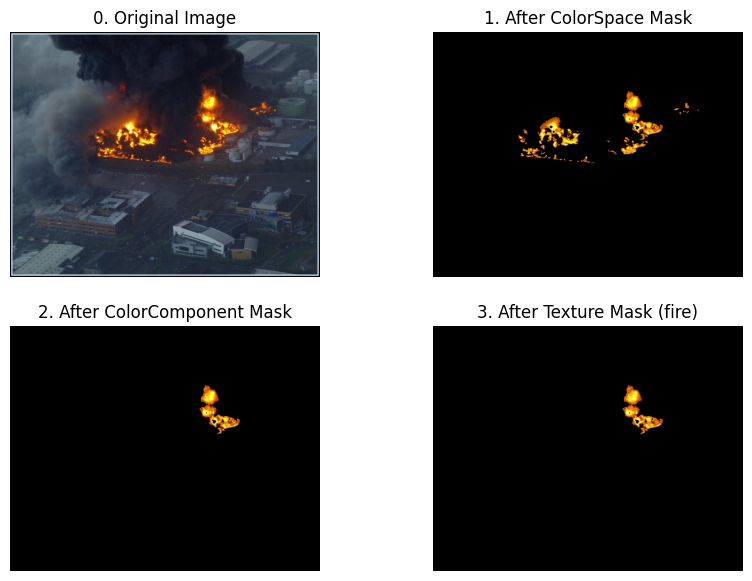 0. Original Image
1. After ColorSpace Mask
2. After ColorComponent Mask
3. After Texture Mask (fire)